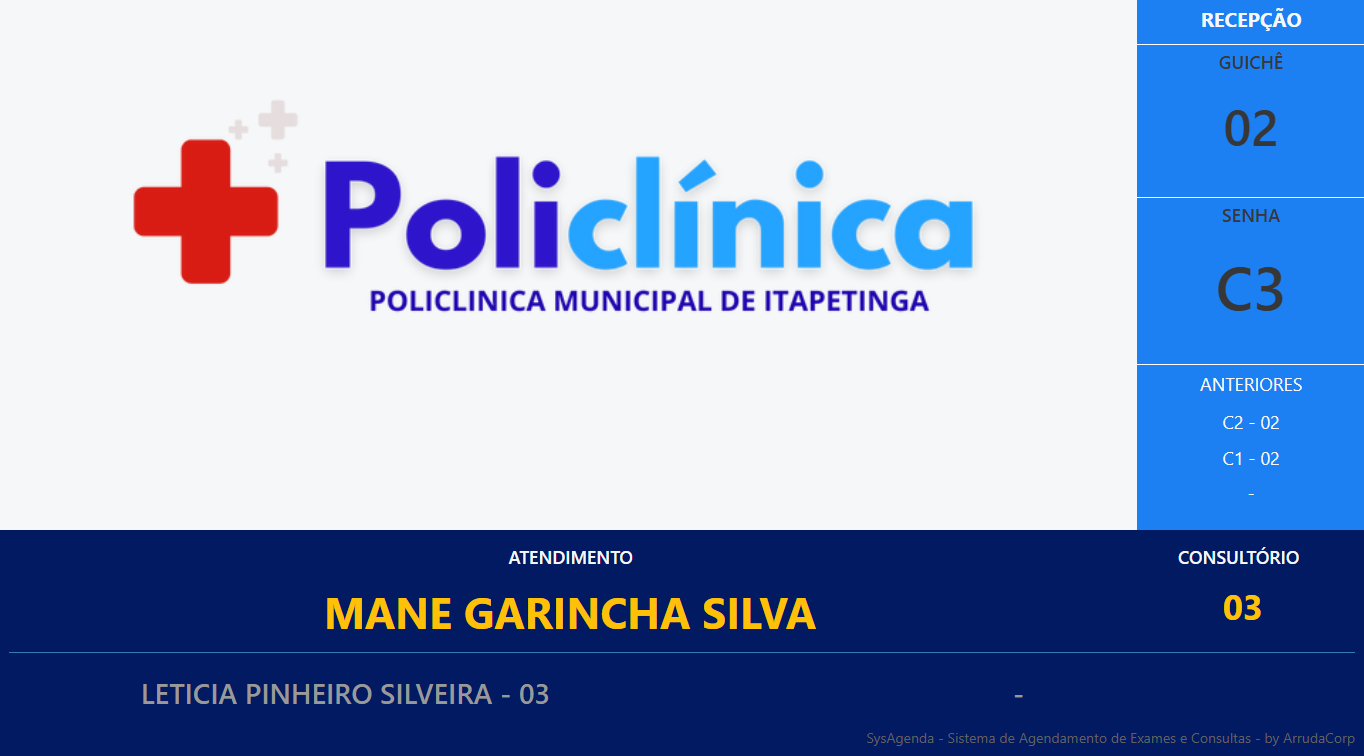 Policlínica
POLICLINICA MUNICIPAL DE ITAPETINGA
RECEPÇÃO
GUICHÊ
02
SENHA
C3
ANTERIORES
C2 - 02
C1 - 02
-
ATENDIMENTO
MANE GARINCHA SILVA
CONSULTÓRIO
03
LETICIA PINHEIRO SILVEIRA - 03
-
SysAgenda - Sistema de Agendamento de Exames e Consultas - by ArrudaCorp